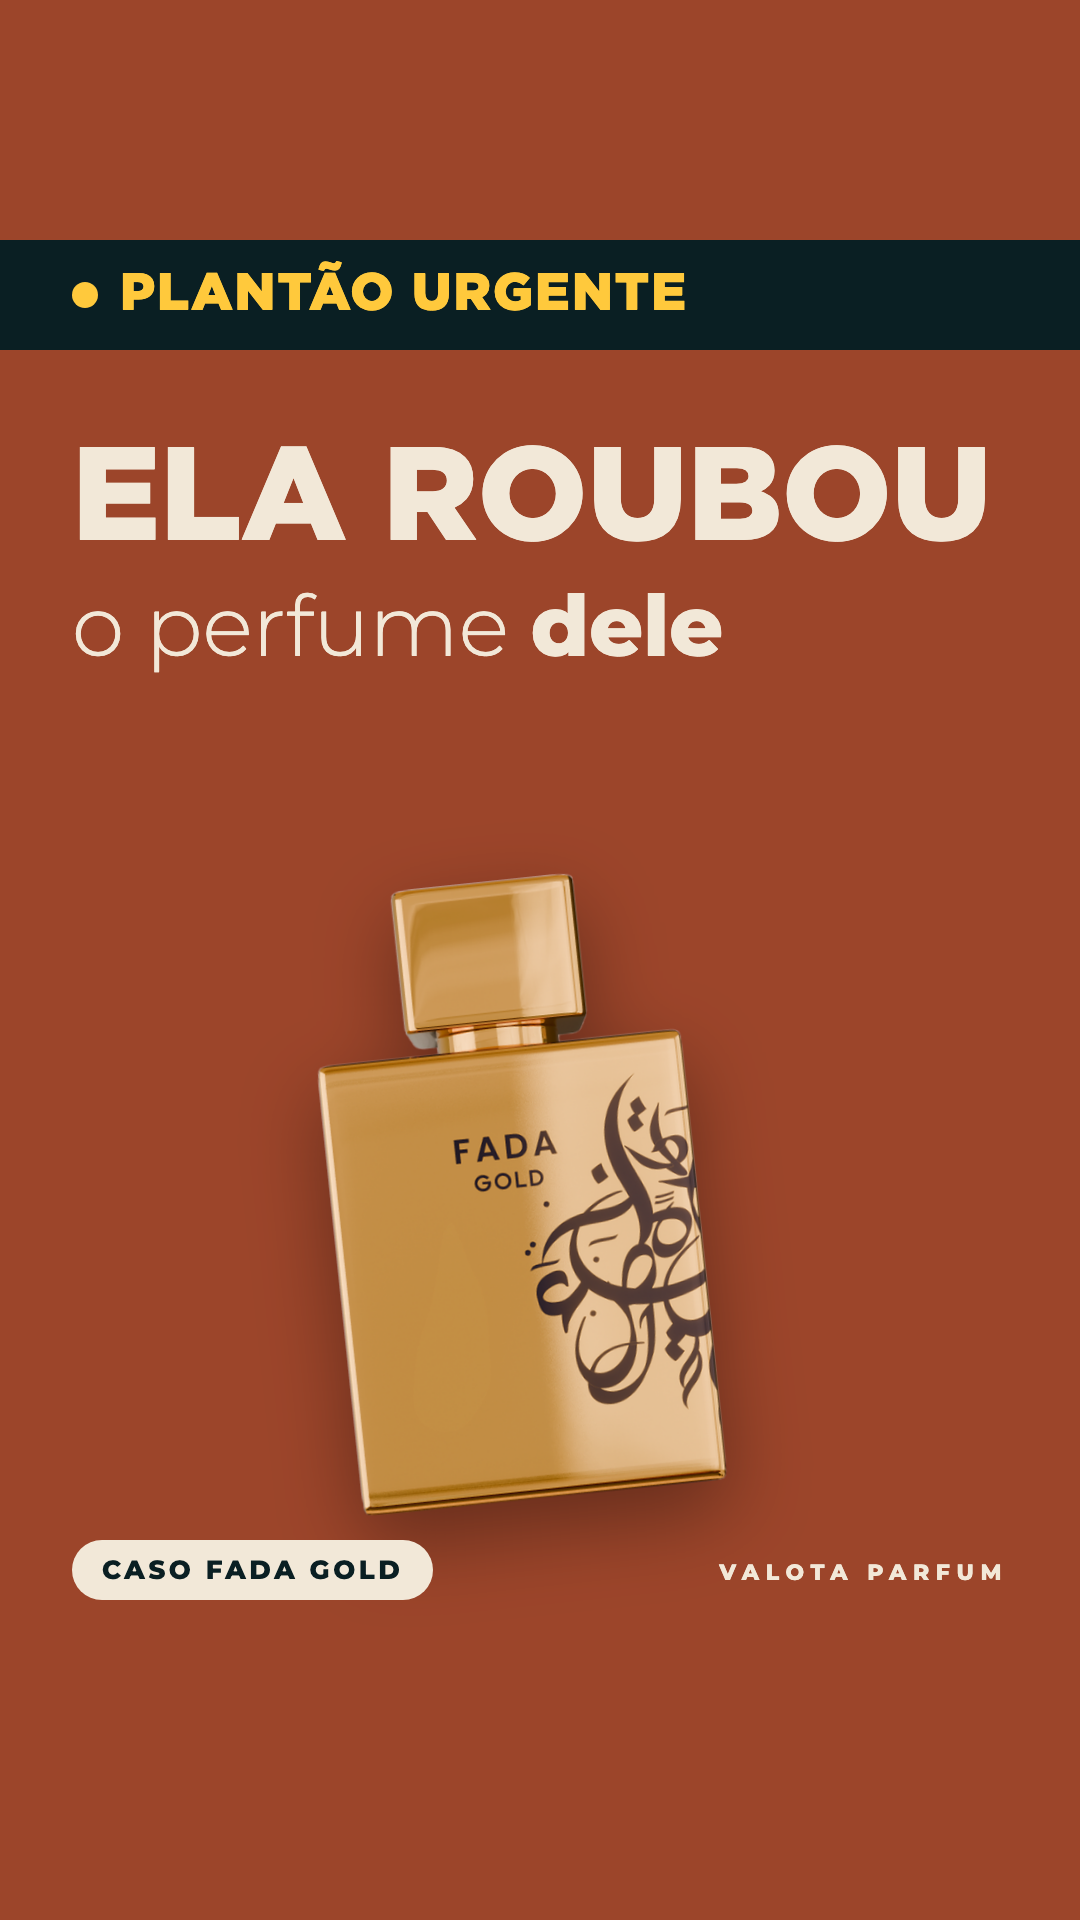 PLANTÃO URGENTE
ELA ROUBOU
o perfume dele
FADA
GOLD
CASO FADA GOLD
VALOTA PARFUM